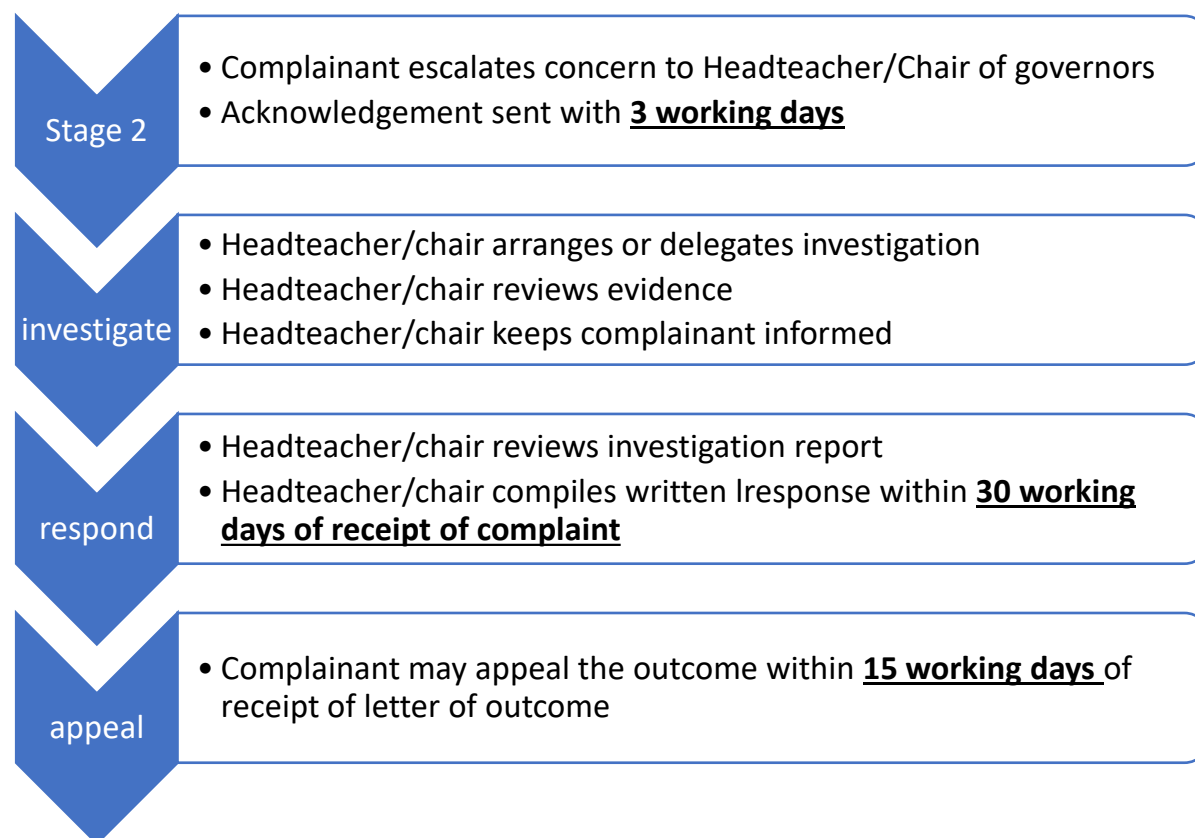 Stage 2
• Complainant escalates concern to Headteacher/Chair of governors
• Acknowledgement sent with 3 working days
investigate
• Headteacher/chair arranges or delegates investigation
• Headteacher/chair reviews evidence
• Headteacher/chair keeps complainant informed
respond
• Headteacher/chair reviews investigation report
• Headteacher/chair compiles written lresponse within 30 working
days of receipt of complaint
appeal
• Complainant may appeal the outcome within 15 working days of
receipt of letter of outcome